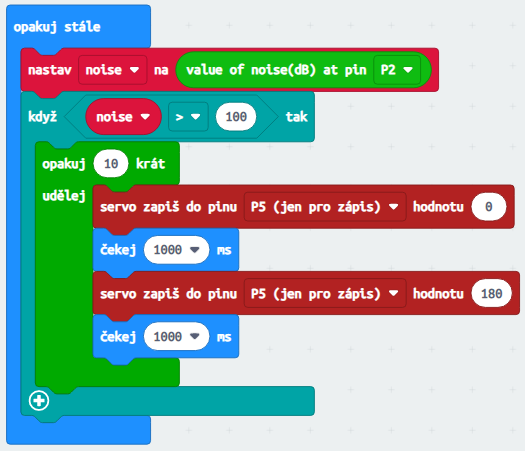 opakuj stále
nastav noise na value of noise(dB) at pin P2
když noise > 100 tak
opakuj 10 krát
udělej
servo zapiš do pinu P5 (jen pro zápis) hodnotu 0
čekej 1000 ms
servo zapiš do pinu P5 (jen pro zápis) hodnotu 180
čekej 1000 ms